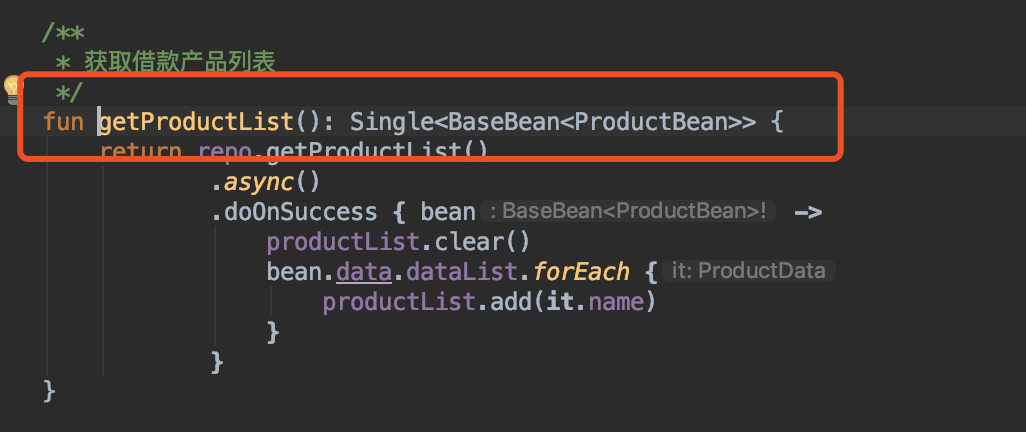 /**
* 获取借款产品列表
*/
fun getProductList(): Single<BaseBean<ProductBean>> {
return repo.getProductList()
.async()
.doOnSuccess { bean : BaseBean<ProductBean>! ->
productList.clear()
bean.data.dataList.forEach { it: ProductData
productList.add(it.name)
}
}
}